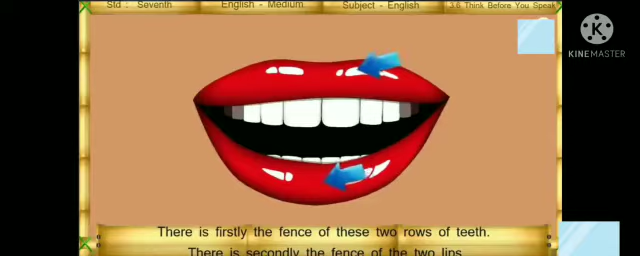 Std : Seventh
English - Medium
Subject - English
3.6 Think Before You Speak
KINEMASTER
There is firstly the fence of these two rows of teeth.
There is secondly the fence of the two lips